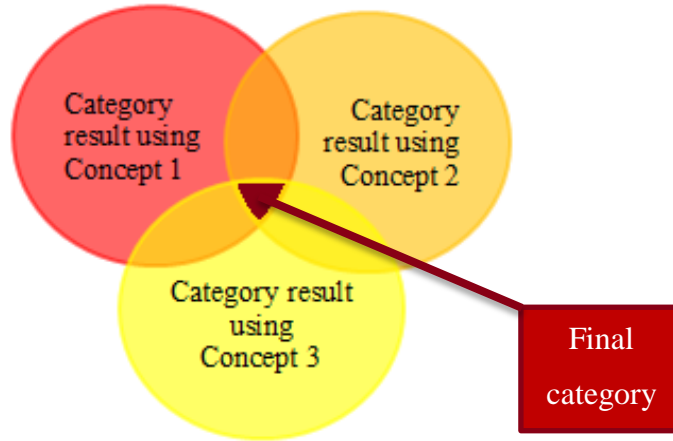 Category
result using
Concept 1
Category
result using
Concept 2
Category result
using
Concept 3
Final
category